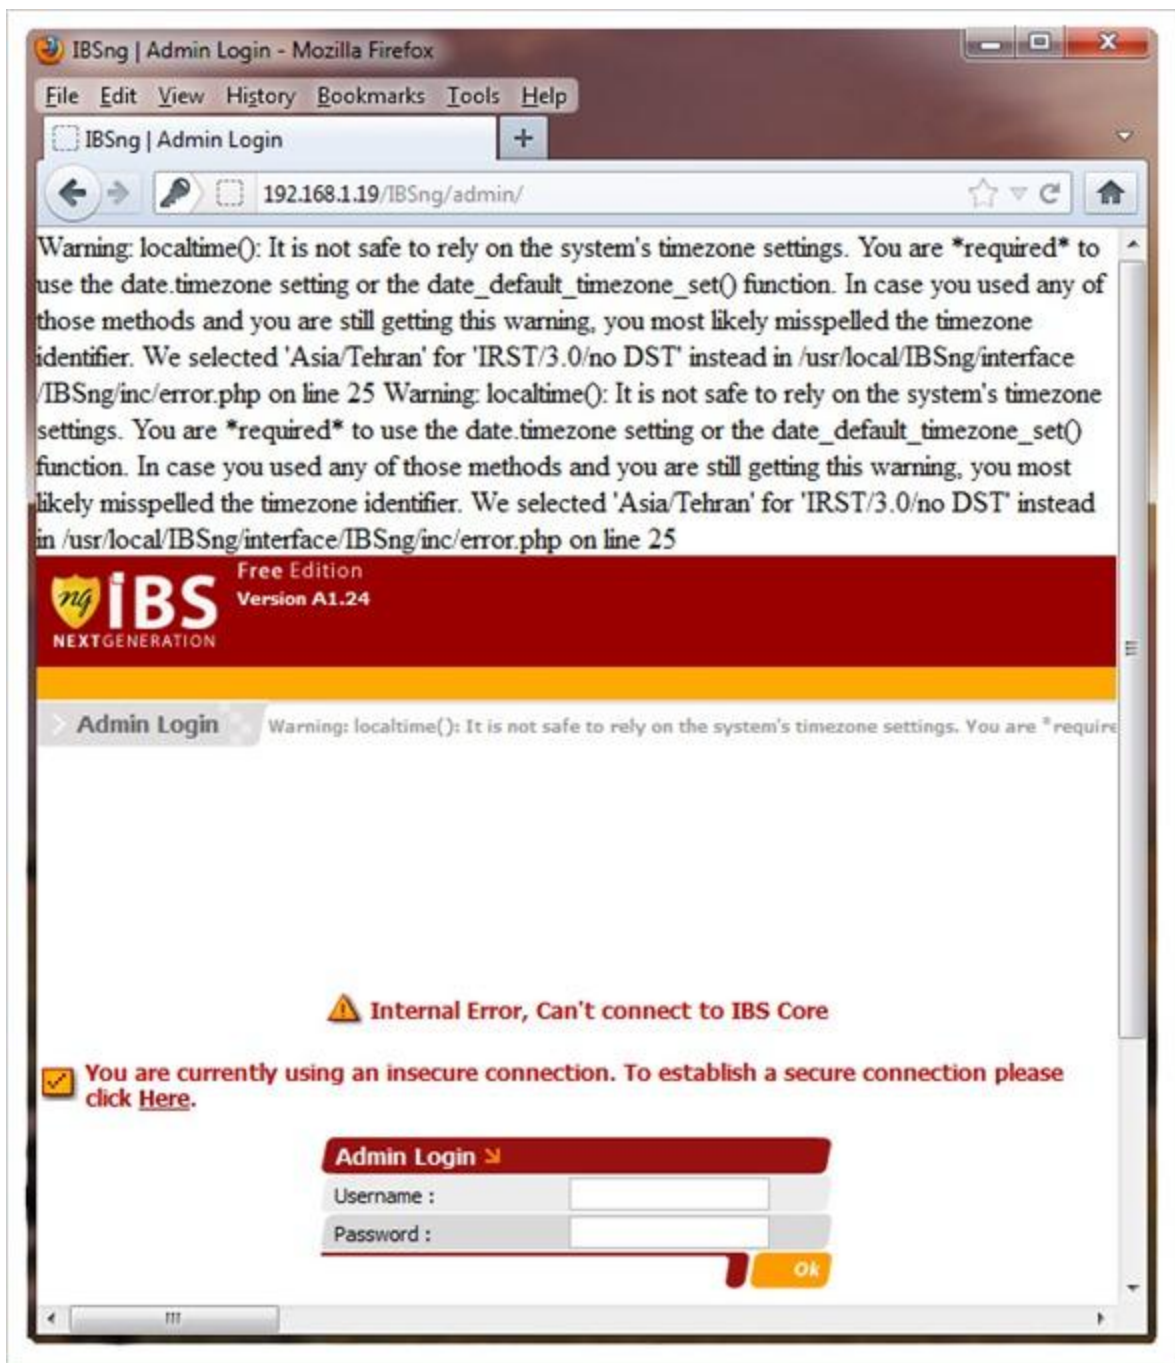 IBSng | Admin Login - Mozilla Firefox
File Edit View History Bookmarks Tools Help
IBSng | Admin Login
192.168.1.19/IBSng/admin/
Warning: localtime(): It is not safe to rely on the system's timezone settings. You are *required* to
use the date.timezone setting or the date_default_timezone_set() function. In case you used any of
those methods and you are still getting this warning, you most likely misspelled the timezone
identifier. We selected 'Asia/Tehran' for 'IRST/3.0/no DST' instead in /usr/local/IBSng/interface
/IBSng/inc/error.php on line 25 Warning: localtime(): It is not safe to rely on the system's timezone
settings. You are *required* to use the date.timezone setting or the date_default_timezone_set()
function. In case you used any of those methods and you are still getting this warning, you most
likely misspelled the timezone identifier. We selected 'Asia/Tehran' for 'IRST/3.0/no DST' instead
in /usr/local/IBSng/interface/IBSng/inc/error.php on line 25
ng iBS
NEXTGENERATION
Free Edition
Version A1.24
Admin Login
Warning: localtime(): It is not safe to rely on the system's timezone settings. You are *require
Internal Error, Can't connect to IBS Core
You are currently using an insecure connection. To establish a secure connection please
click Here.
Admin Login
Username :
Password :
Ok